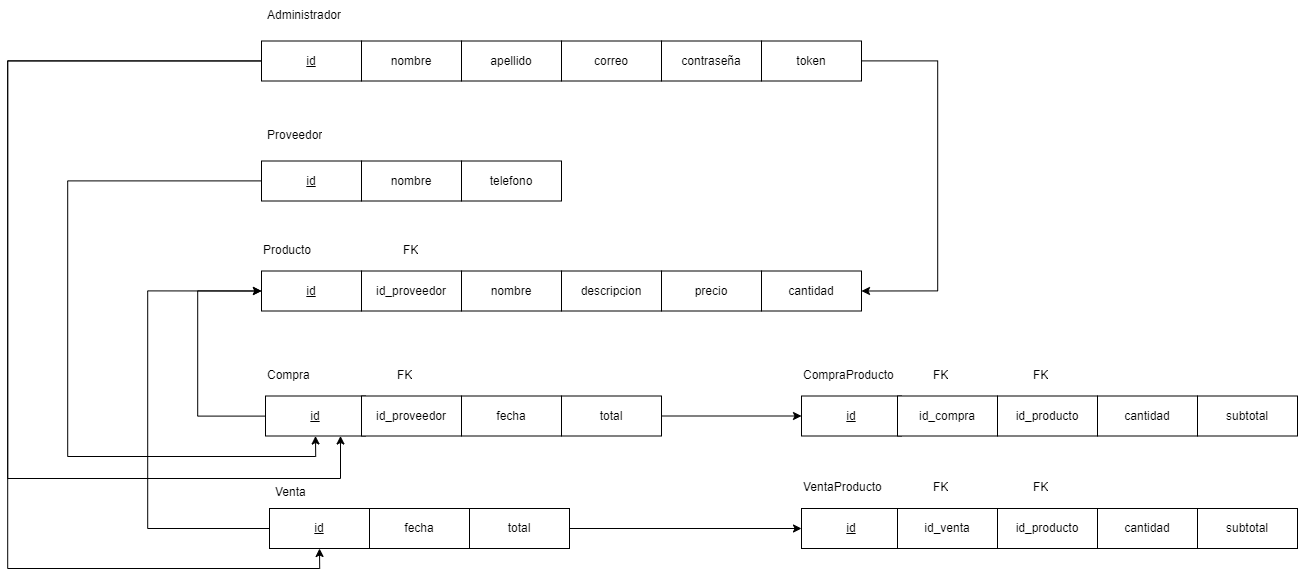 Administrador
id nombre apellido correo contraseña token
Proveedor
id nombre telefono
Producto FK
id id_proveedor nombre descripcion precio cantidad
Compra FK
id id_proveedor fecha total
CompraProducto FK FK
id id_compra id_producto cantidad subtotal
Venta
id fecha total
VentaProducto FK FK
id id_venta id_producto cantidad subtotal